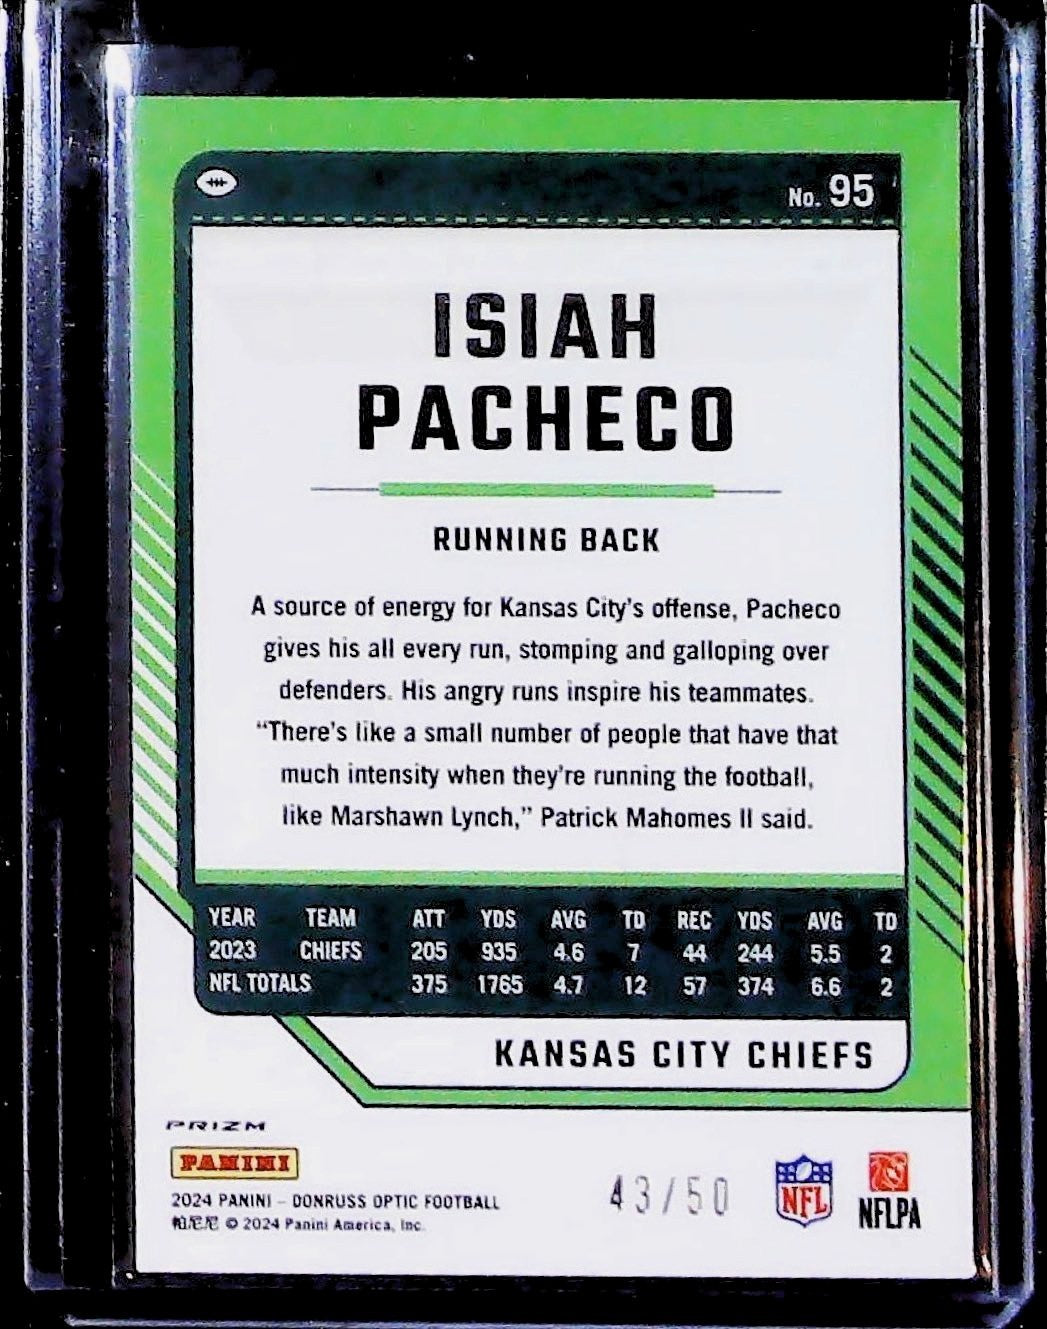 No. 95
ISIAH
PACHECO
RUNNING BACK
A source of energy for Kansas City's offense, Pacheco
gives his all every run, stomping and galloping over
defenders. His angry runs inspire his teammates.
“There's like a small number of people that have that
much intensity when they're running the football,
like Marshawn Lynch,” Patrick Mahomes II said.
YEAR TEAM ATT YDS AVG TD REC YDS AVG TD
2023 CHIEFS 205 935 4.6 7 44 244 5.5 2
NFL TOTALS 375 1765 4.7 12 57 374 6.6 2
KANSAS CITY CHIEFS
PRIZM
PANINI
2024 PANINI – DONRUSS OPTIC FOOTBALL
帕尼尼 © 2024 Panini America, Inc.
43/50
NFL
NFLPA